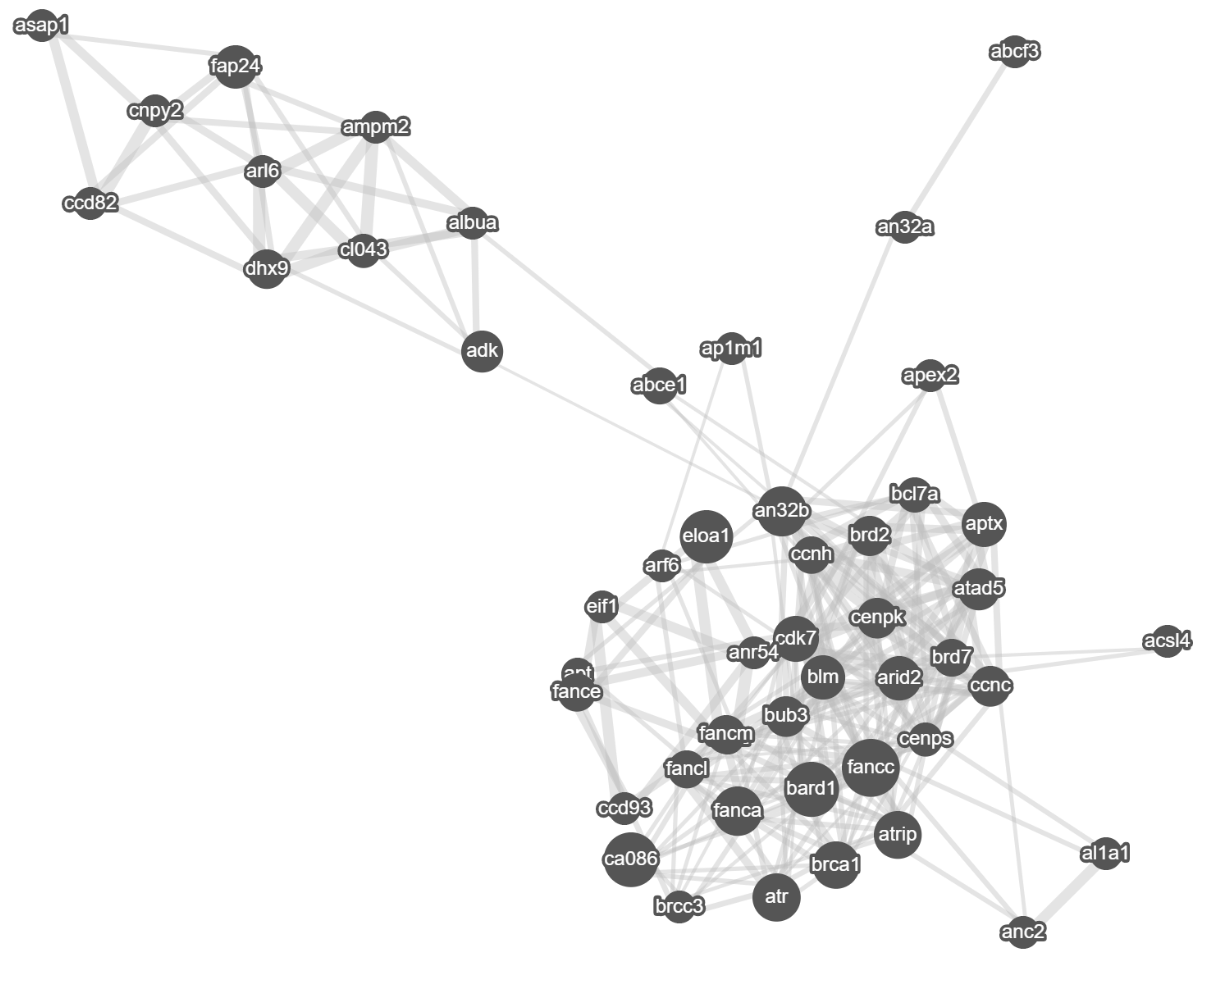 asap1
abcf3
fap24
cnpy2
ampm2
arl6
ccd82
albua
an32a
cl043
dhx9
ap1m1
adk
apex2
abce1
bcl7a
an32b
aptx
eloa1
brd2
ccnh
arf6
atad5
eif1
cenpk
cdk7
acsl4
anr54
brd7
apt
blm
arid2
ccnc
fance
bub3
fancm
cenps
fancl
fancc
bard1
ccd93
fanca
atrip
al1a1
ca086
brca1
atr
brcc3
anc2